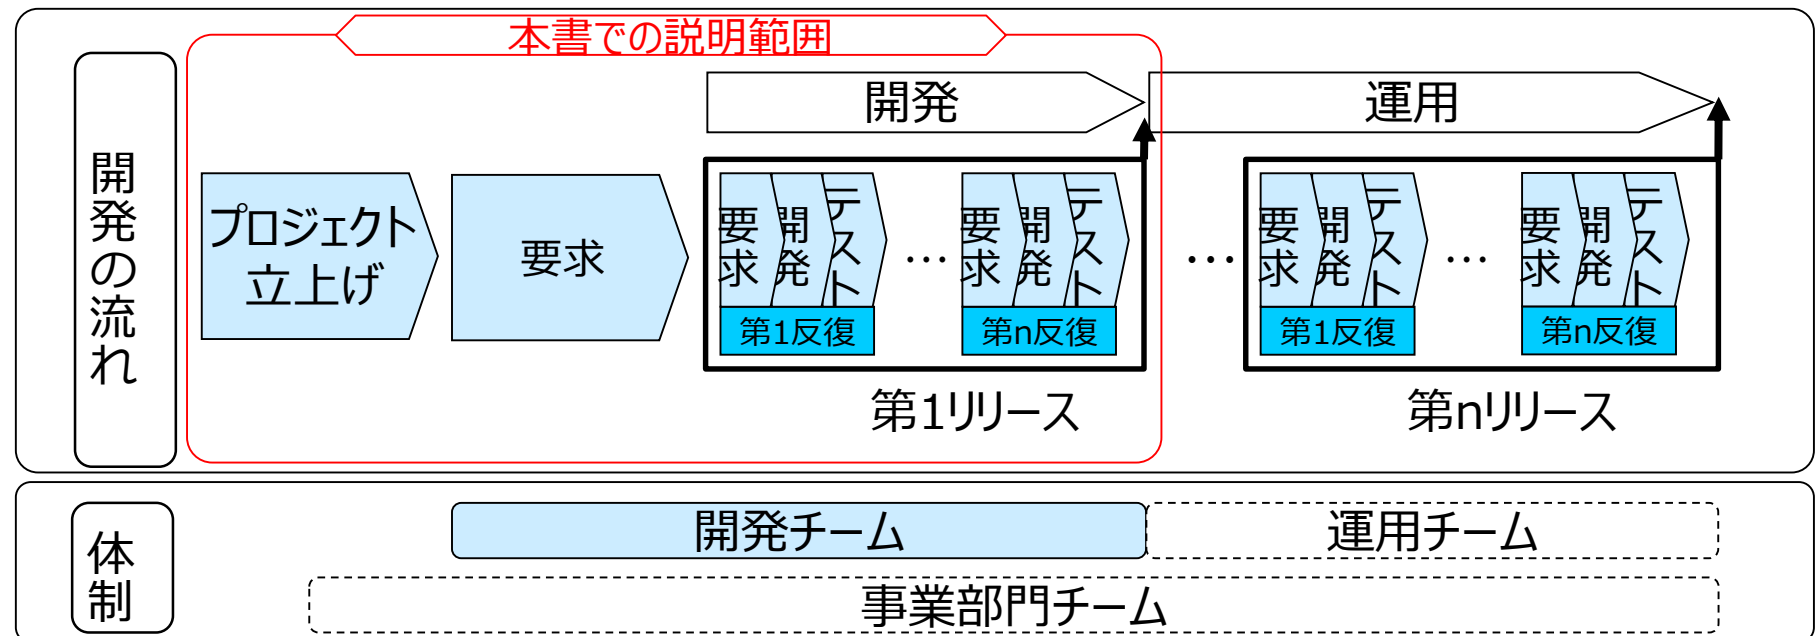 本書での説明範囲
開発の流れ
開発
運用
プロジェクト
立上げ
要求
要求
開発
テスト
第1反復
…
要求
開発
テスト
第n反復
第1リリース
…
要求
開発
テスト
第1反復
…
要求
開発
テスト
第n反復
第nリリース
体制
開発チーム
運用チーム
事業部門チーム